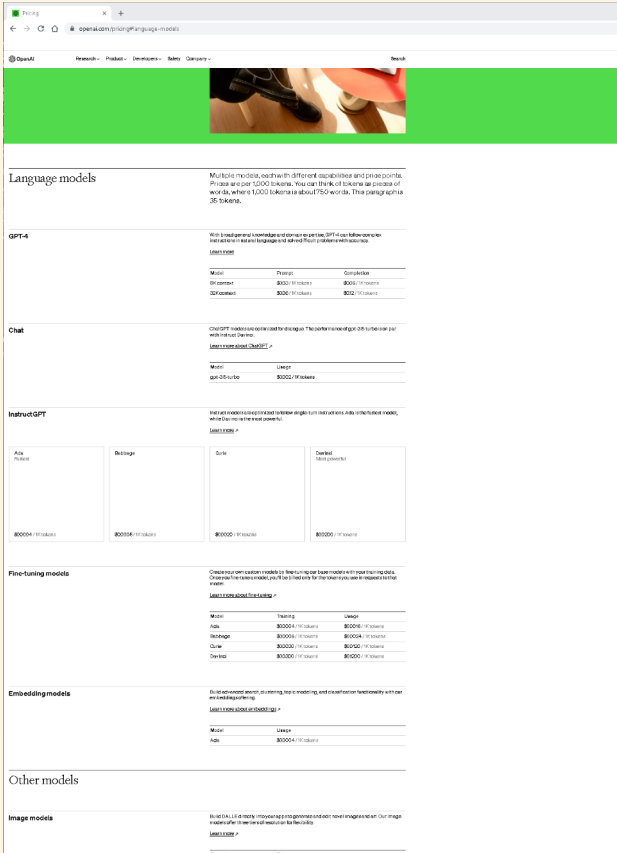 Pricing
openai.com/pricing#language-models
OpenAI Research Product Developers Safety Company Search
Language models
Multiple models, each with different capabilities and price points.
Prices are per 1,000 tokens. You can think of tokens as pieces of
words, where 1,000 tokens is about 750 words. This paragraph is
35 tokens.
GPT-4
With broad general knowledge and domain expertise, GPT-4 can follow complex
instructions in natural language and solve difficult problems with accuracy.
Learn more
Model Prompt Completion
8K context $0.03 / 1K tokens $0.06 / 1K tokens
32K context $0.06 / 1K tokens $0.12 / 1K tokens
Chat
ChatGPT models are optimized for dialogue. The performance of gpt-3.5-turbo is on par
with Instruct Davinci.
Learn more about ChatGPT ↗
Model Usage
gpt-3.5-turbo $0.002 / 1K tokens
InstructGPT
Instruct models are optimized to follow single-turn instructions. Ada is the fastest model,
while Davinci is the most powerful.
Learn more ↗
Ada Babbage Curie Davinci
Fastest Most powerful
$0.0004 / 1K tokens $0.0005 / 1K tokens $0.0020 / 1K tokens $0.0200 / 1K tokens
Fine-tuning models
Create your own custom models by fine-tuning our base models with your training data.
Once you fine-tune a model, you'll be billed only for the tokens you use in requests to that
model.
Learn more about fine-tuning ↗
Model Training Usage
Ada $0.0004 / 1K tokens $0.0016 / 1K tokens
Babbage $0.0006 / 1K tokens $0.0024 / 1K tokens
Curie $0.0030 / 1K tokens $0.0120 / 1K tokens
Davinci $0.0300 / 1K tokens $0.1200 / 1K tokens
Embedding models
Build advanced search, clustering, topic modeling, and classification functionality with our
embeddings offering.
Learn more about embeddings ↗
Model Usage
Ada $0.0004 / 1K tokens
Other models
Image models
Build DALL·E directly into your apps to generate and edit novel images and art. Our image
models offer three tiers of resolution for flexibility.
Learn more ↗